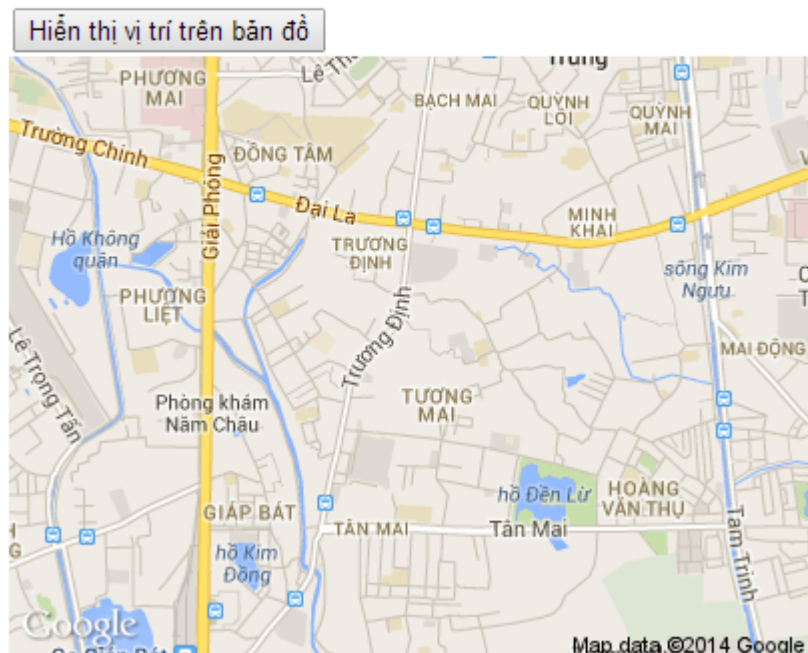 Hiển thị vị trí trên bản đồ
PHƯƠNG
MAI
BẠCH MAI
QUỲNH
LÔI
QUỲNH
MAI
Trường Chinh
ĐỒNG TÂM
Giải Phóng
Đại La
MINH
KHAI
TRƯƠNG
ĐỊNH
Hồ Không
quân
sông Kim
Ngưu
PHƯƠNG
LIỆT
Trương Định
MAI ĐỘNG
Lê Trọng Tấn
TƯƠNG
MAI
Phòng khám
Năm Châu
hồ Đền Lừ
HOÀNG
VĂN THỤ
GIÁP BÁT
TÂN MAI
Tân Mai
Tam Trinh
hồ Kim
Đồng
Google
Map data ©2014 Google